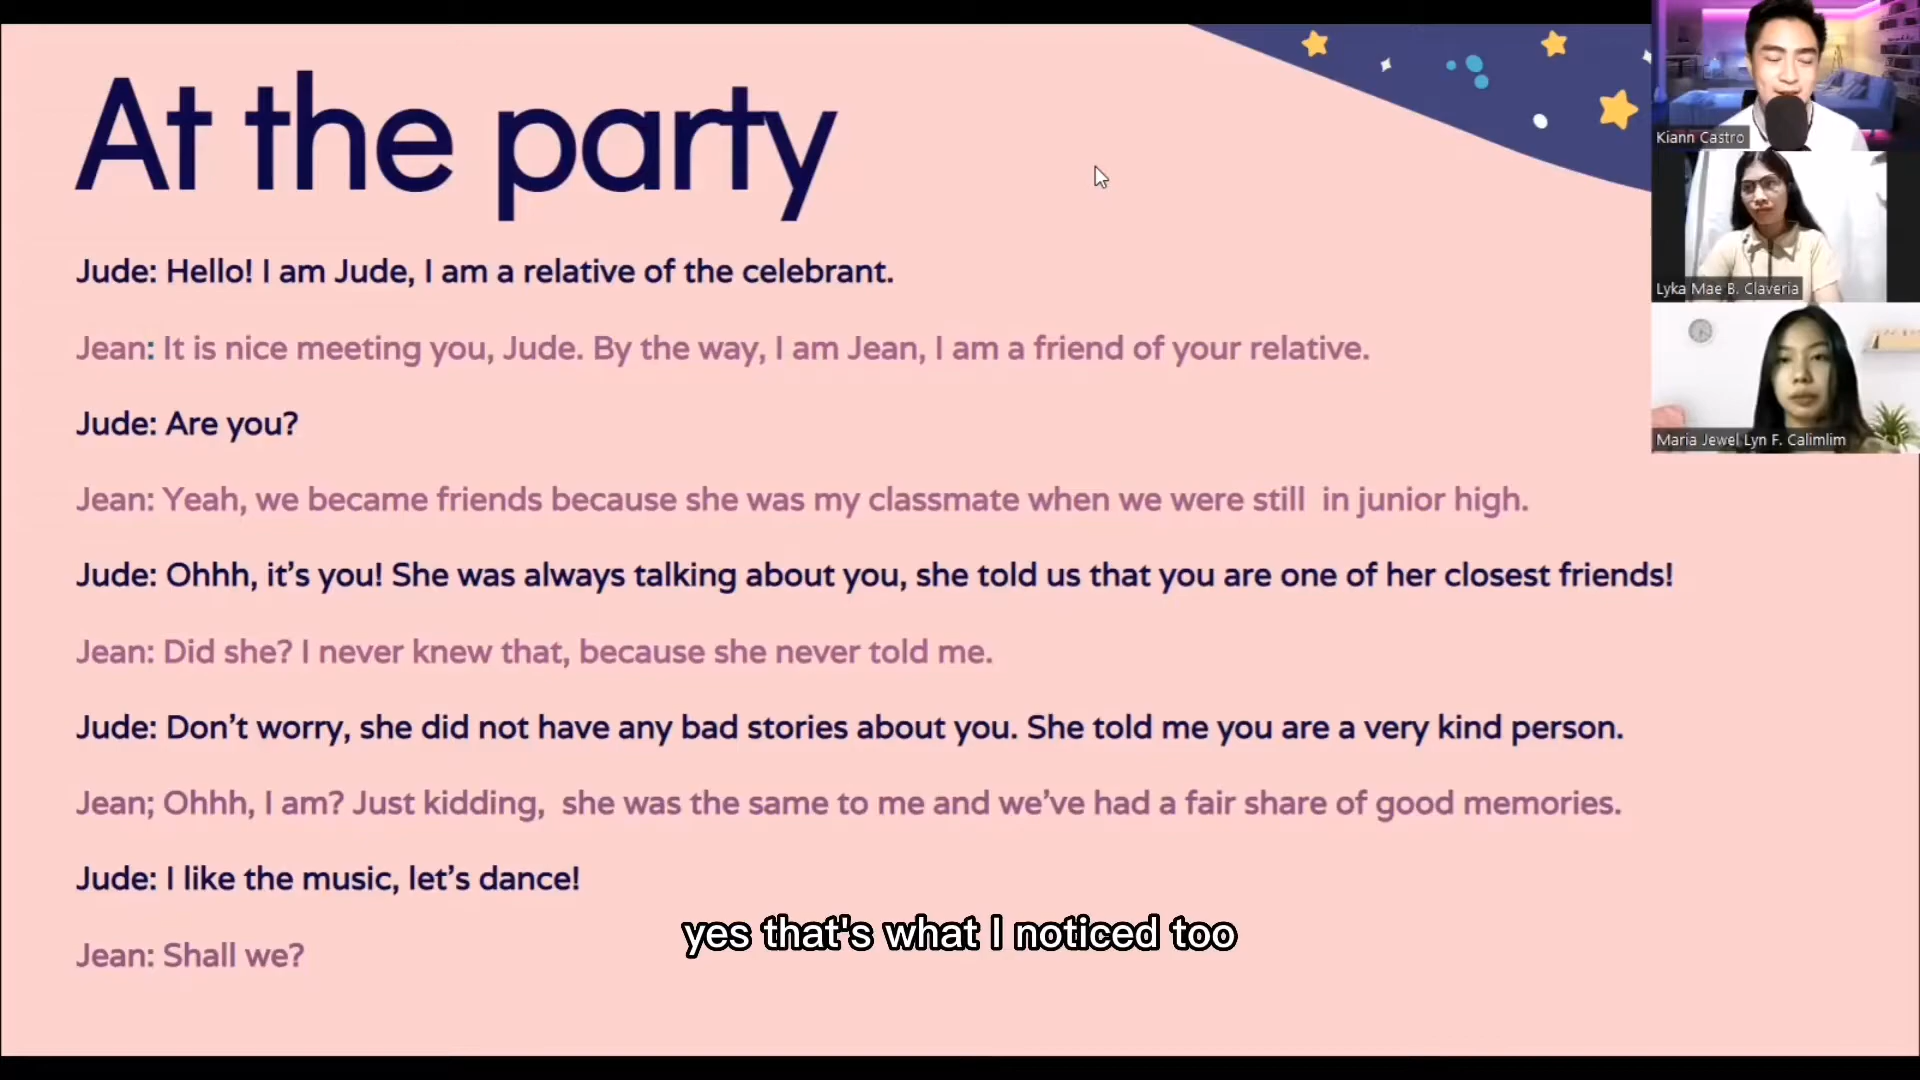 At the party
Kiann Castro
Jude: Hello! I am Jude, I am a relative of the celebrant.
Lyka Mae B. Claveria
Jean: It is nice meeting you, Jude. By the way, I am Jean, I am a friend of your relative.
Jude: Are you?
Maria Jewel Lyn F. Calimlim
Jean: Yeah, we became friends because she was my classmate when we were still in junior high.
Jude: Ohhh, it's you! She was always talking about you, she told us that you are one of her closest friends!
Jean: Did she? I never knew that, because she never told me.
Jude: Don't worry, she did not have any bad stories about you. She told me you are a very kind person.
Jean; Ohhh, I am? Just kidding, she was the same to me and we've had a fair share of good memories.
Jude: I like the music, let's dance!
yes that's what I noticed too
Jean: Shall we?